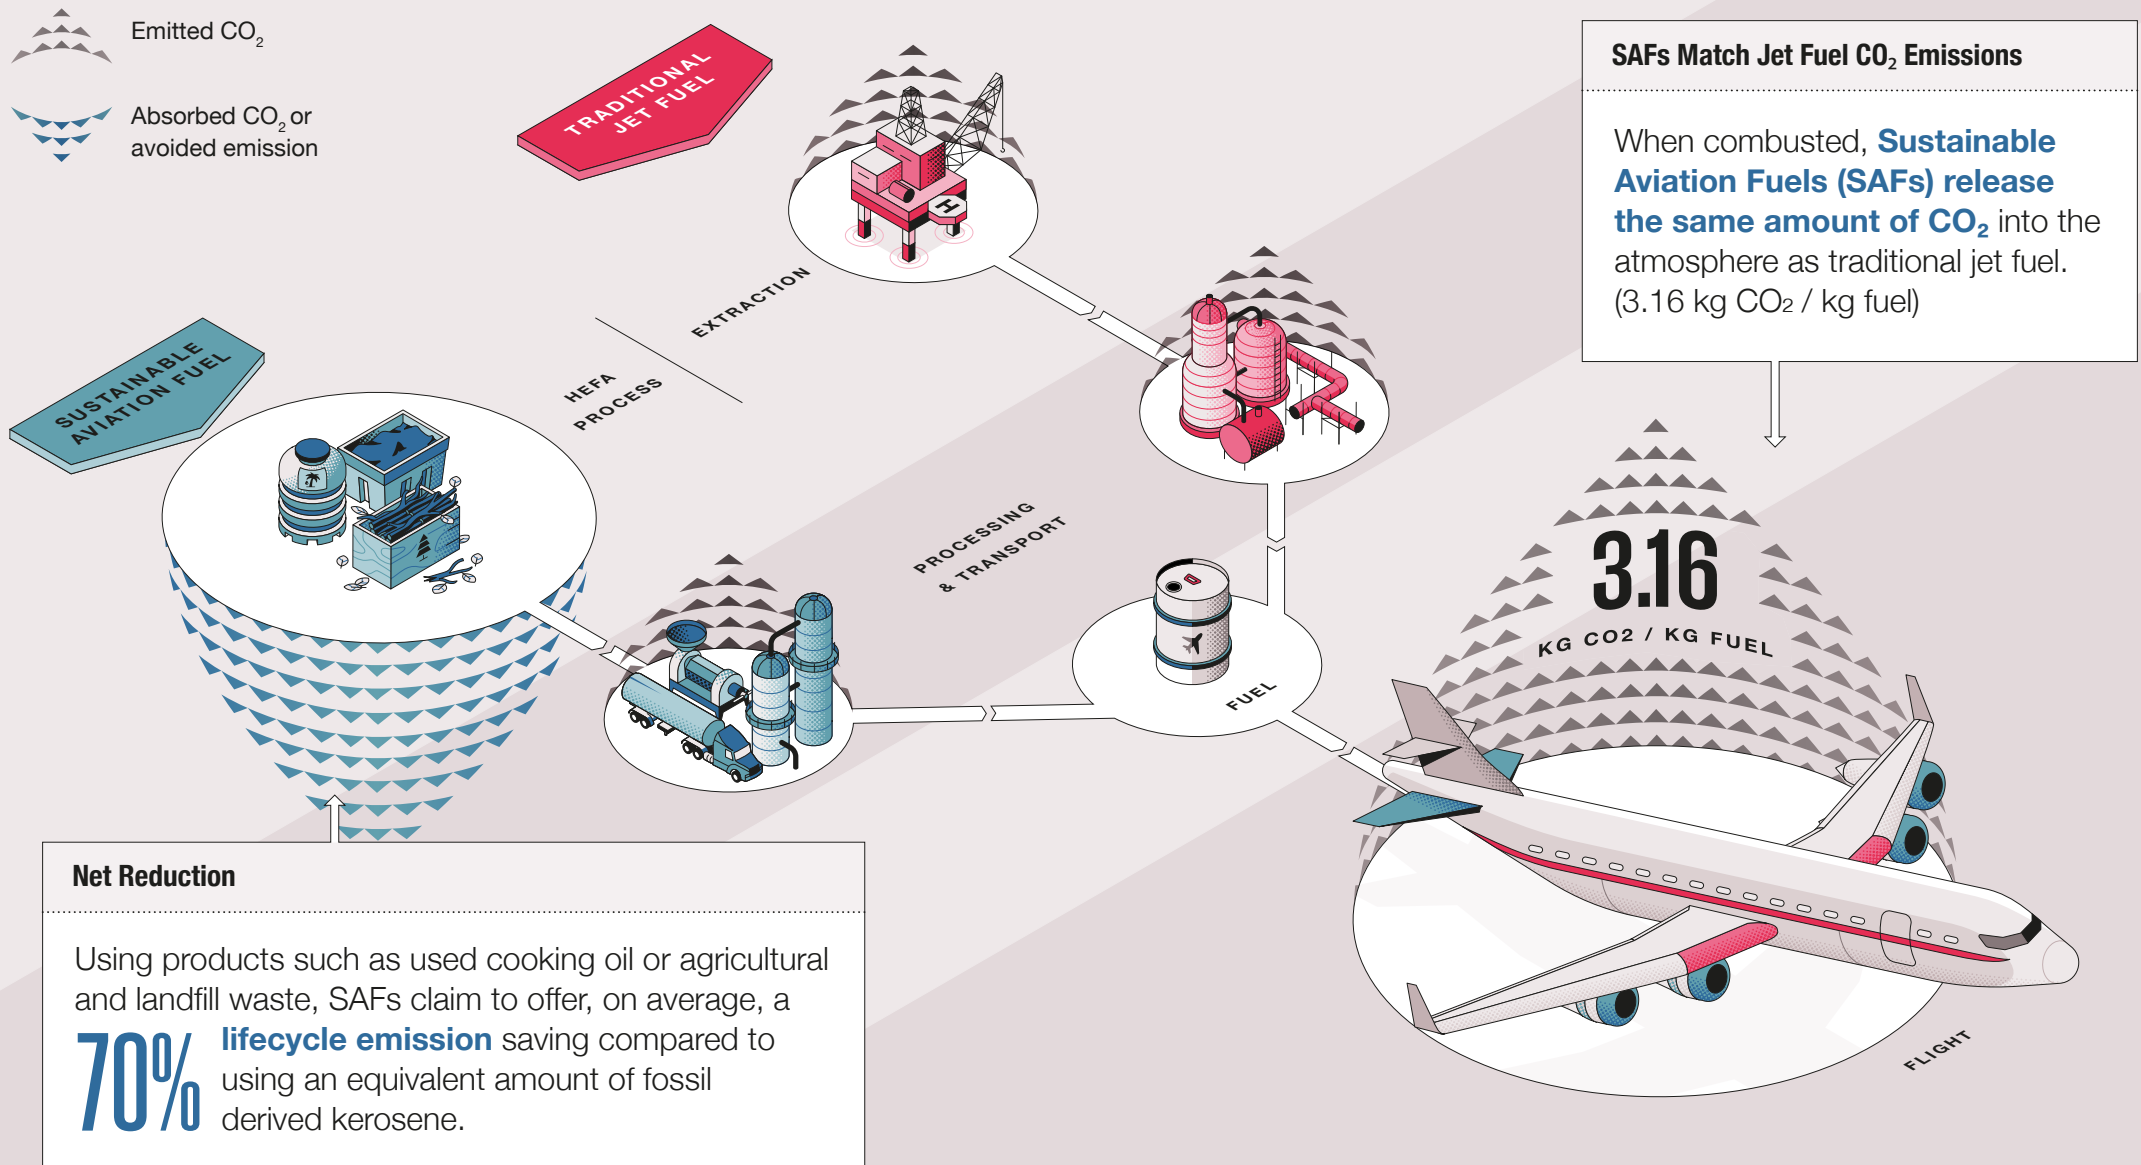 Emitted CO₂
Absorbed CO₂ or
avoided emission
TRADITIONAL
JET FUEL
SAFs Match Jet Fuel CO₂ Emissions
When combusted, Sustainable
Aviation Fuels (SAFs) release
the same amount of CO₂ into the
atmosphere as traditional jet fuel.
(3.16 kg CO2 / kg fuel)
EXTRACTION
SUSTAINABLE
AVIATION FUEL
HEFA
PROCESS
H
PROCESSING
& TRANSPORT
3.16
KG CO2 / KG FUEL
FUEL
Net Reduction
Using products such as used cooking oil or agricultural
and landfill waste, SAFs claim to offer, on average, a
70% lifecycle emission saving compared to
using an equivalent amount of fossil
derived kerosene.
FLIGHT